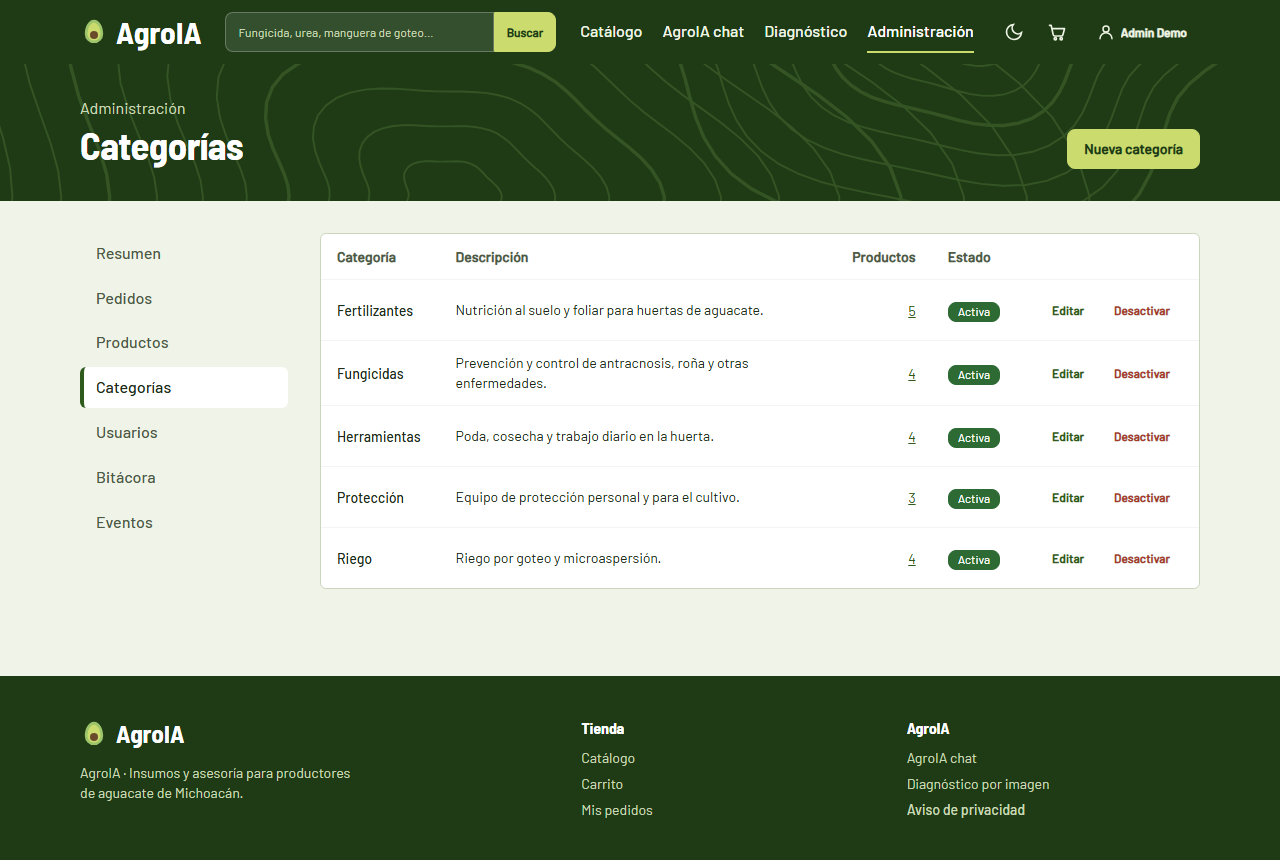 AgroIA
Fungicida, urea, manguera de goteo...
Buscar
Catálogo
AgroIA chat
Diagnóstico
Administración
Admin Demo
Administración
Categorías
Nueva categoría
Resumen
Pedidos
Productos
Categorías
Usuarios
Bitácora
Eventos
Categoría Descripción Productos Estado
Fertilizantes Nutrición al suelo y foliar para huertas de aguacate. 5 Activa Editar Desactivar
Fungicidas Prevención y control de antracnosis, roña y otras
enfermedades. 4 Activa Editar Desactivar
Herramientas Poda, cosecha y trabajo diario en la huerta. 4 Activa Editar Desactivar
Protección Equipo de protección personal y para el cultivo. 3 Activa Editar Desactivar
Riego Riego por goteo y microaspersión. 4 Activa Editar Desactivar
AgroIA
AgroIA · Insumos y asesoría para productores
de aguacate de Michoacán.
Tienda
Catálogo
Carrito
Mis pedidos
AgroIA
AgroIA chat
Diagnóstico por imagen
Aviso de privacidad